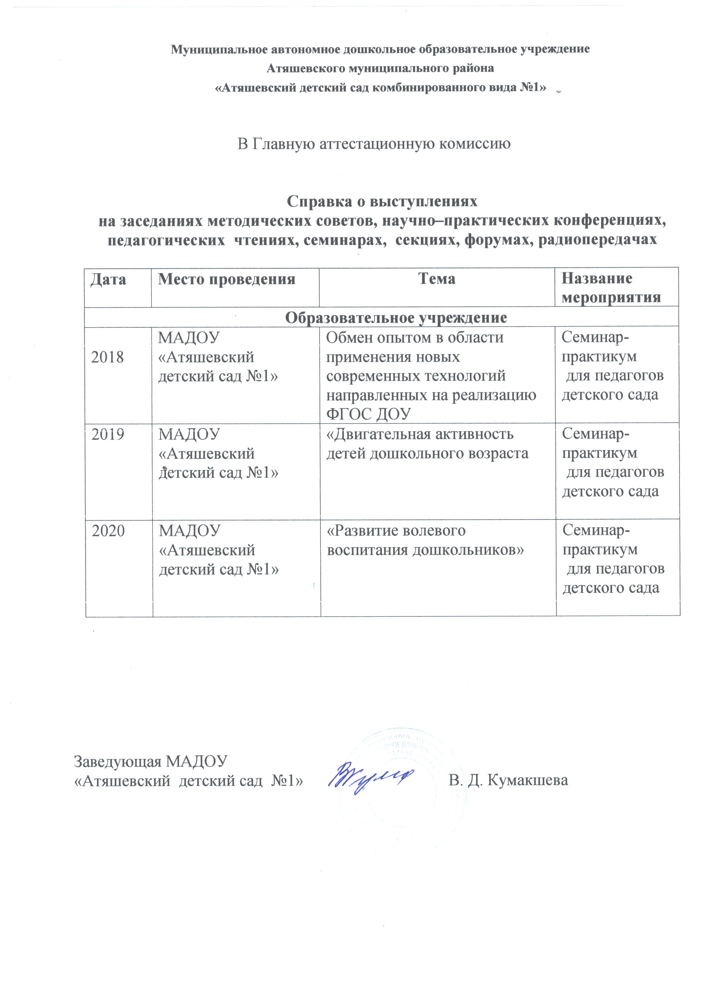 Муниципальное автономное дошкольное образовательное учреждение
Атяшевского муниципального района
«Атяшевский детский сад комбинированного вида №1»
В Главную аттестационную комиссию
Справка о выступлениях
на заседаниях методических советов, научно–практических конференциях,
педагогических чтениях, семинарах, секциях, форумах, радиопередачах
Дата
Место проведения
Тема
Название
мероприятия
Образовательное учреждение
2018
МАДОУ
«Атяшевский
детский сад №1»
Обмен опытом в области
применения новых
современных технологий
направленных на реализацию
ФГОС ДОУ
Семинар-
практикум
для педагогов
детского сада
2019
МАДОУ
«Атяшевский
детский сад №1»
«Двигательная активность
детей дошкольного возраста
Семинар-
практикум
для педагогов
детского сада
2020
МАДОУ
«Атяшевский
детский сад №1»
«Развитие волевого
воспитания дошкольников»
Семинар-
практикум
для педагогов
детского сада
Заведующая МАДОУ
«Атяшевский детский сад №1»
В. Д. Кумакшева